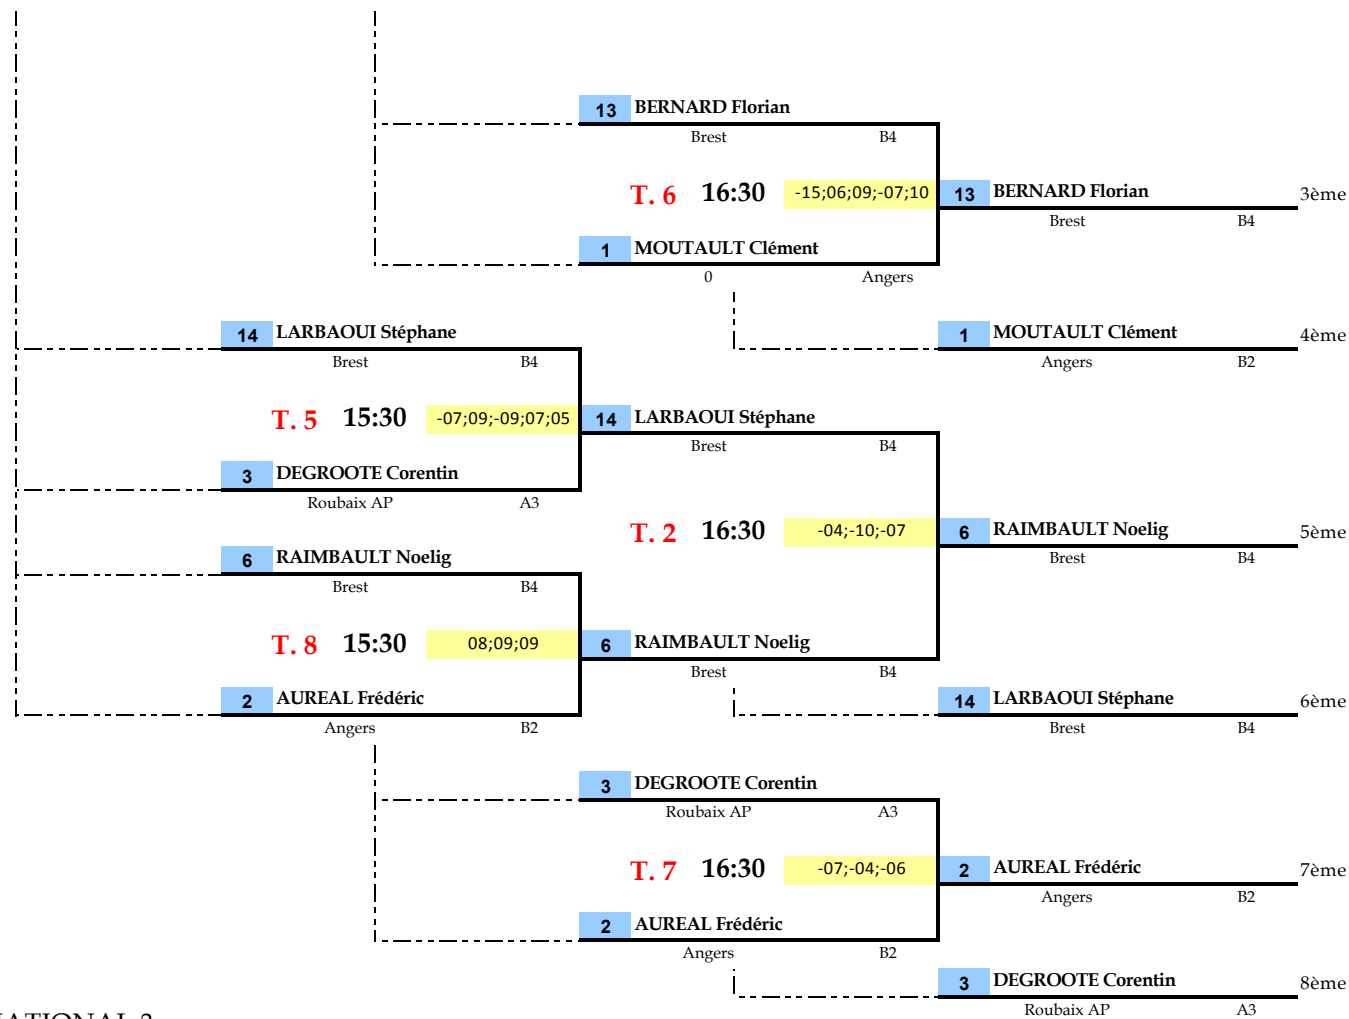 13 BERNARD Florian
Brest B4
T. 6 16:30 -15;06;09;-07;10 13 BERNARD Florian 3ème
Brest B4
1 MOUTAULT Clément
0 Angers
14 LARBAOUI Stéphane 1 MOUTAULT Clément 4ème
Brest B4 Angers B2
T. 5 15:30 -07;09;-09;07;05 14 LARBAOUI Stéphane
Brest B4
3 DEGROOTE Corentin
Roubaix AP A3
T. 2 16:30 -04;-10;-07 6 RAIMBAULT Noelig 5ème
6 RAIMBAULT Noelig
Brest B4
Brest B4
T. 8 15:30 08;09;09 6 RAIMBAULT Noelig
Brest B4
2 AUREAL Frédéric 14 LARBAOUI Stéphane 6ème
Angers B2 Brest B4
3 DEGROOTE Corentin
Roubaix AP A3
T. 7 16:30 -07;-04;-06 2 AUREAL Frédéric 7ème
Angers B2
2 AUREAL Frédéric
Angers B2
3 DEGROOTE Corentin 8ème
Roubaix AP A3